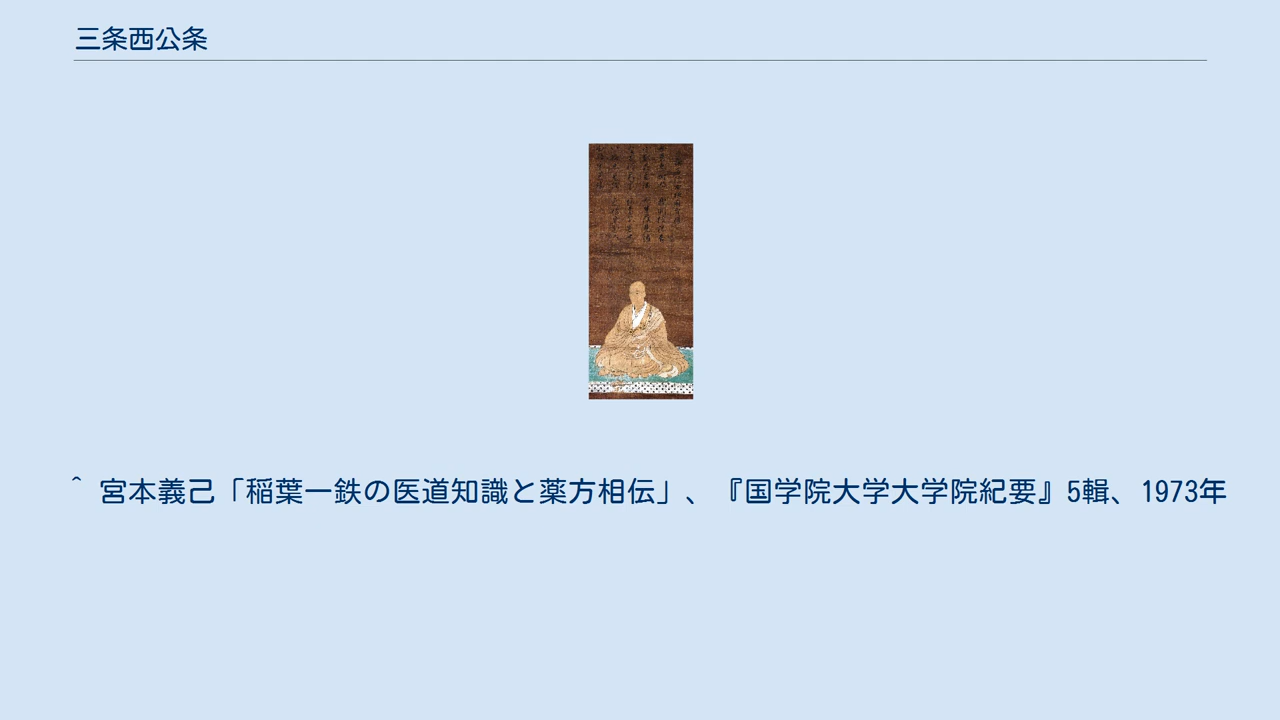 三条西公条
^ 宮本義己「稲葉一鉄の医道知識と薬方相伝」、『国学院大学大学院紀要』5輯、1973年